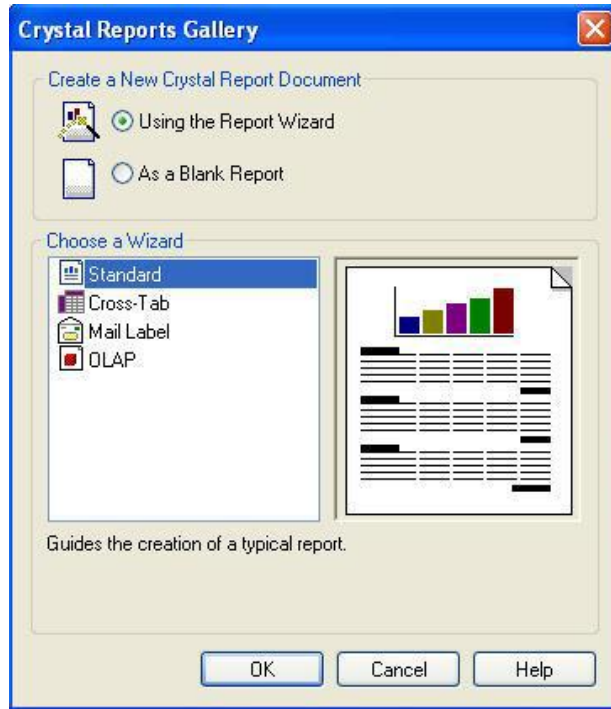 Crystal Reports Gallery
Create a New Crystal Report Document
Using the Report Wizard
As a Blank Report
Choose a Wizard
Standard
Cross-Tab
Mail Label
OLAP
Guides the creation of a typical report.
OK Cancel Help